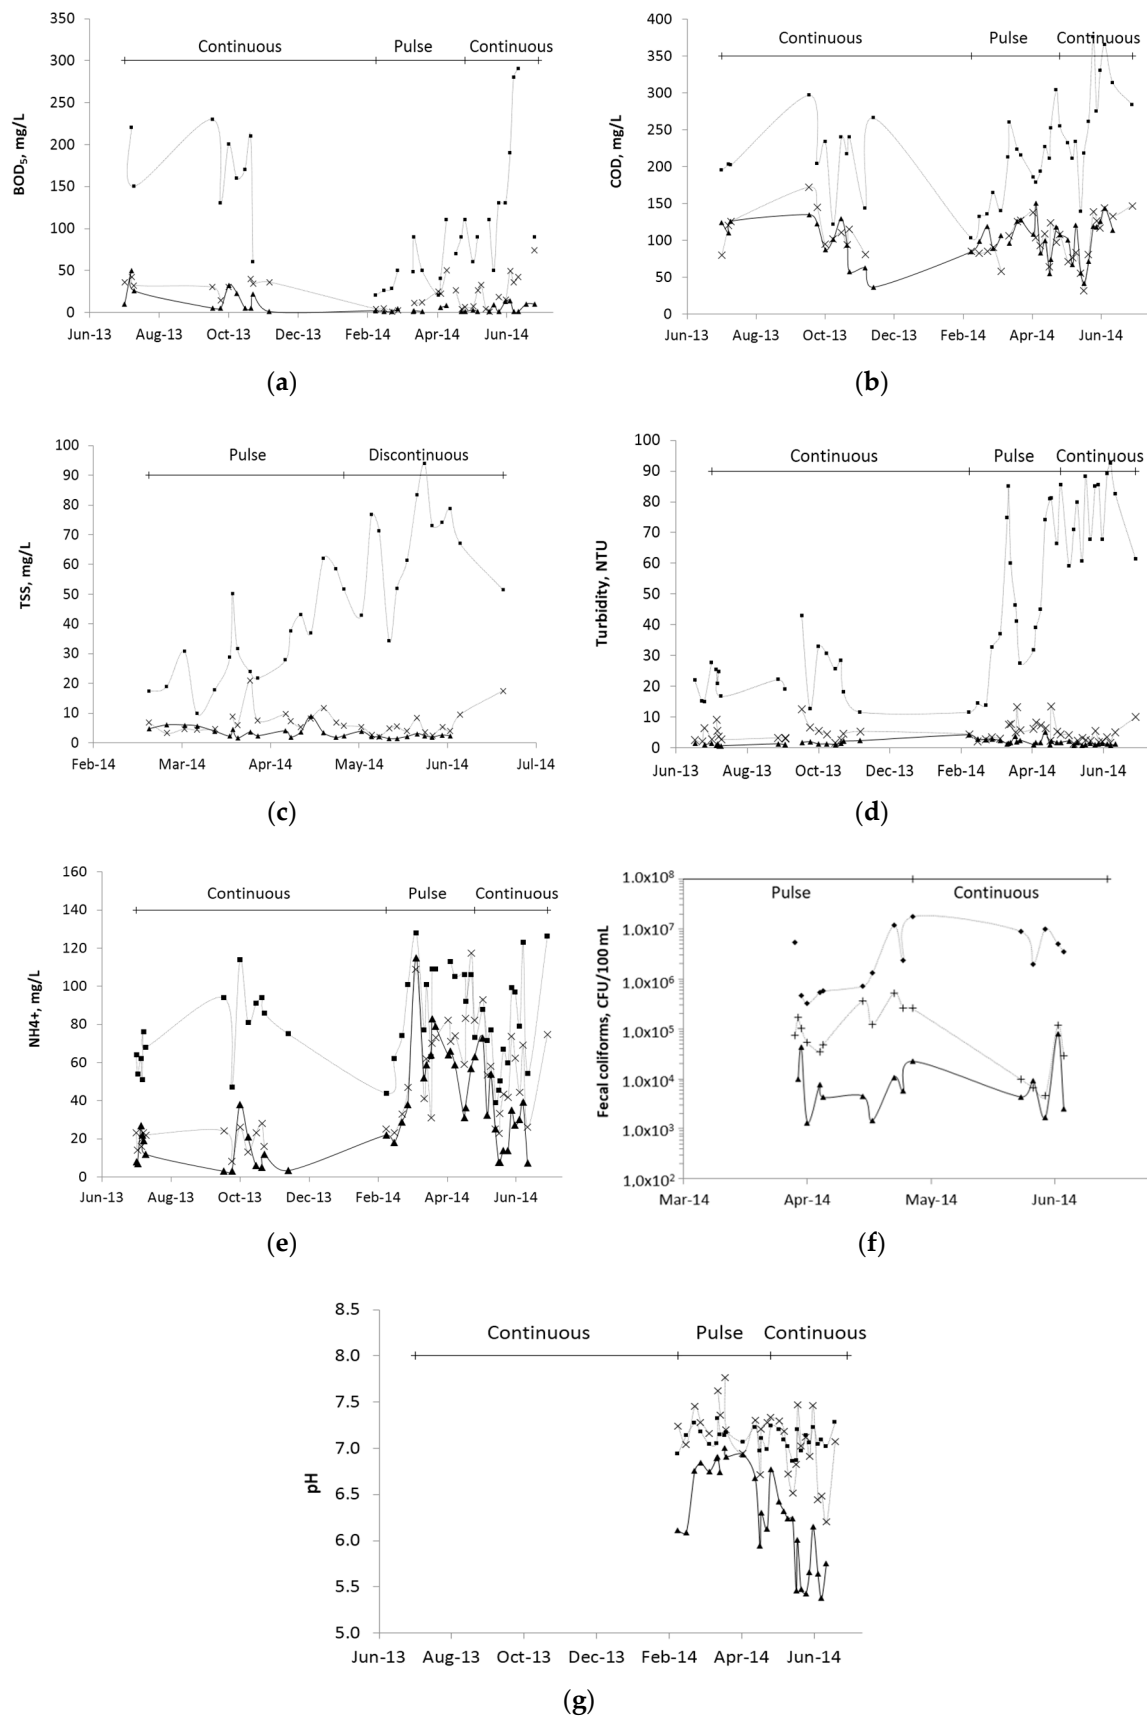 350
300
250
200
150
100
50
0
BOD5, mg/L
Continuous Pulse Continuous
Jun-13 Aug-13 Oct-13 Dec-13 Feb-14 Apr-14 Jun-14
(a)
400
350
300
250
200
150
100
50
0
COD, mg/L
Continuous Pulse Continuous
Jun-13 Aug-13 Oct-13 Dec-13 Feb-14 Apr-14 Jun-14
(b)
100
90
80
70
60
50
40
30
20
10
0
TSS, mg/L
Pulse Discontinuous
Feb-14 Mar-14 Apr-14 May-14 Jun-14 Jul-14
(c)
100
90
80
70
60
50
40
30
20
10
0
Turbidity, NTU
Continuous Pulse Continuous
Jun-13 Aug-13 Oct-13 Dec-13 Feb-14 Apr-14 Jun-14
(d)
160
140
120
100
80
60
40
20
0
NH4+, mg/L
Continuous Pulse Continuous
Jun-13 Aug-13 Oct-13 Dec-13 Feb-14 Apr-14 Jun-14
(e)
1,0x10⁸
1,0x10⁷
1,0x10⁶
1,0x10⁵
1,0x10⁴
1,0x10³
1,0x10²
Fecal coliforms, CFU/100 mL
Pulse Continuous
Mar-14 Apr-14 May-14 Jun-14
(f)
8.5
8.0
7.5
7.0
6.5
6.0
5.5
5.0
pH
Continuous Pulse Continuous
Jun-13 Aug-13 Oct-13 Dec-13 Feb-14 Apr-14 Jun-14
(g)